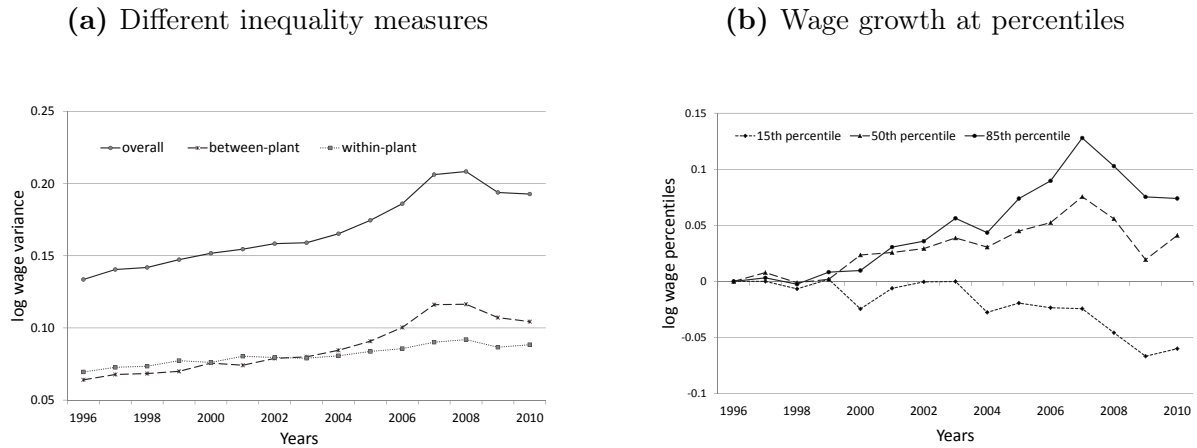 (a) Different inequality measures
0.25
overall between-plant within-plant
0.20
0.15
0.10
0.05
log wage variance
1996 1998 2000 2002 2004 2006 2008 2010
Years
(b) Wage growth at percentiles
0.15
15th percentile 50th percentile 85th percentile
0.1
0.05
0
-0.05
-0.1
log wage percentiles
1996 1998 2000 2002 2004 2006 2008 2010
Years